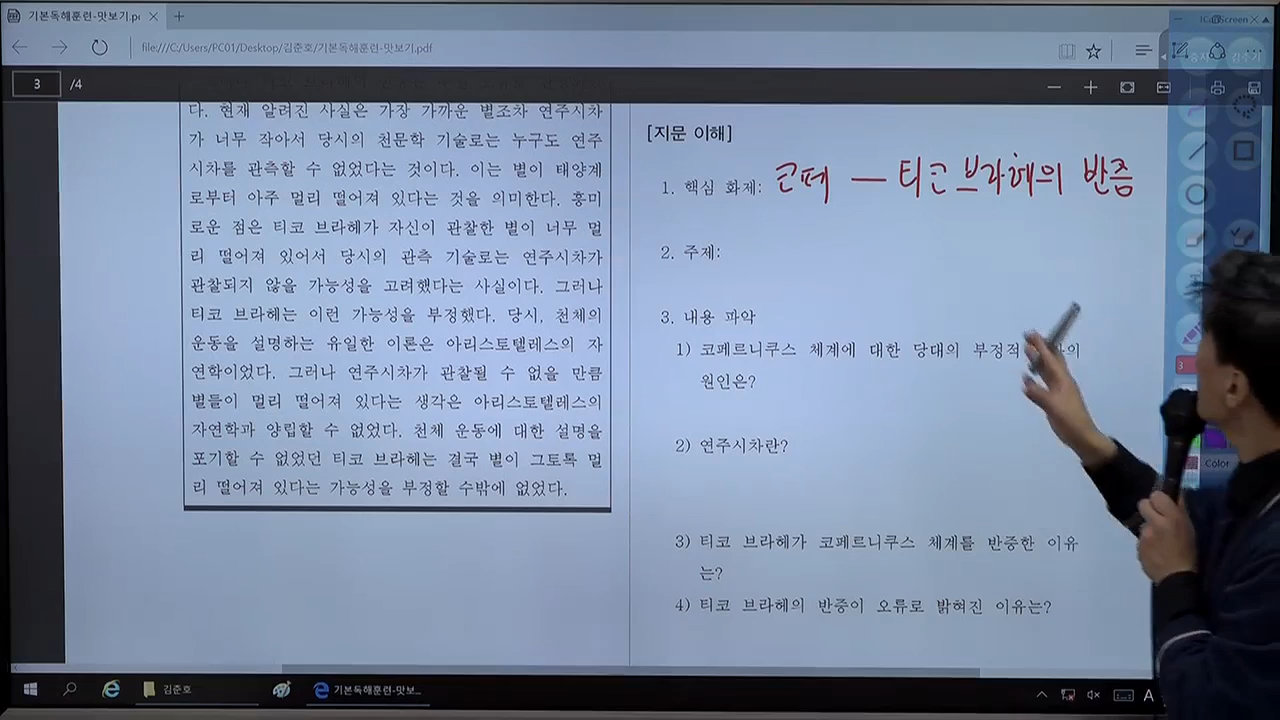 기본독해훈련-맛보기.p
file:///C:/Users/PC01/Desktop/김준호/기본독해훈련-맛보기.pdf
ICanScreen
3 /4
다. 현재 알려진 사실은 가장 가까운 별조차 연주시차
가 너무 작아서 당시의 천문학 기술로는 누구도 연주
시차를 관측할 수 없었다는 것이다. 이는 별이 태양계
로부터 아주 멀리 떨어져 있다는 것을 의미한다. 흥미
로운 점은 티코 브라헤가 자신이 관찰한 별이 너무 멀
리 떨어져 있어서 당시의 관측 기술로는 연주시차가
관찰되지 않을 가능성을 고려했다는 사실이다. 그러나
티코 브라헤는 이런 가능성을 부정했다. 당시, 천체의
운동을 설명하는 유일한 이론은 아리스토텔레스의 자
연학이었다. 그러나 연주시차가 관찰될 수 없을 만큼
별들이 멀리 떨어져 있다는 생각은 아리스토텔레스의
자연학과 양립할 수 없었다. 천체 운동에 대한 설명을
포기할 수 없었던 티코 브라헤는 결국 별이 그토록 멀
리 떨어져 있다는 가능성을 부정할 수밖에 없었다.
[지문 이해]
1. 핵심 화제: 코페 — 티코 브라헤의 반증
2. 주제:
3. 내용 파악
1) 코페르니쿠스 체계에 대한 당대의 부정적
원인은?
2) 연주시차란?
3) 티코 브라헤가 코페르니쿠스 체계를 반증한 이유
는?
4) 티코 브라헤의 반증이 오류로 밝혀진 이유는?
3
Color
김준호
기본독해훈련-맛보...
A